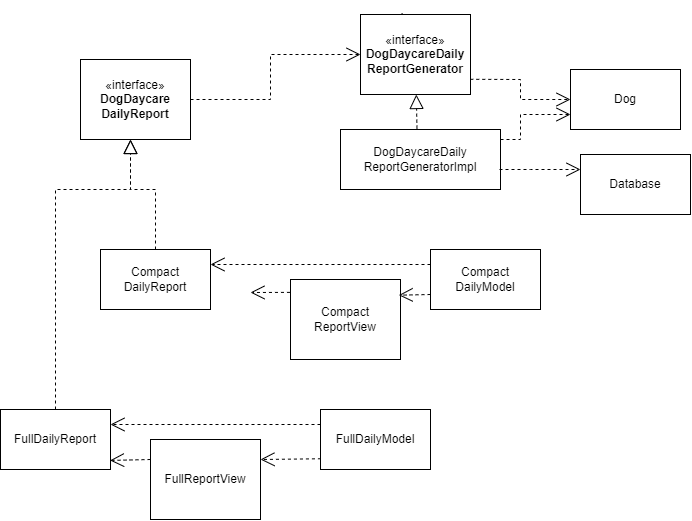 «interface»
DogDaycareDaily
ReportGenerator
«interface»
DogDaycare
DailyReport
Dog
DogDaycareDaily
ReportGeneratorImpl
Database
Compact
DailyReport
Compact
DailyModel
Compact
ReportView
FullDailyReport
FullDailyModel
FullReportView